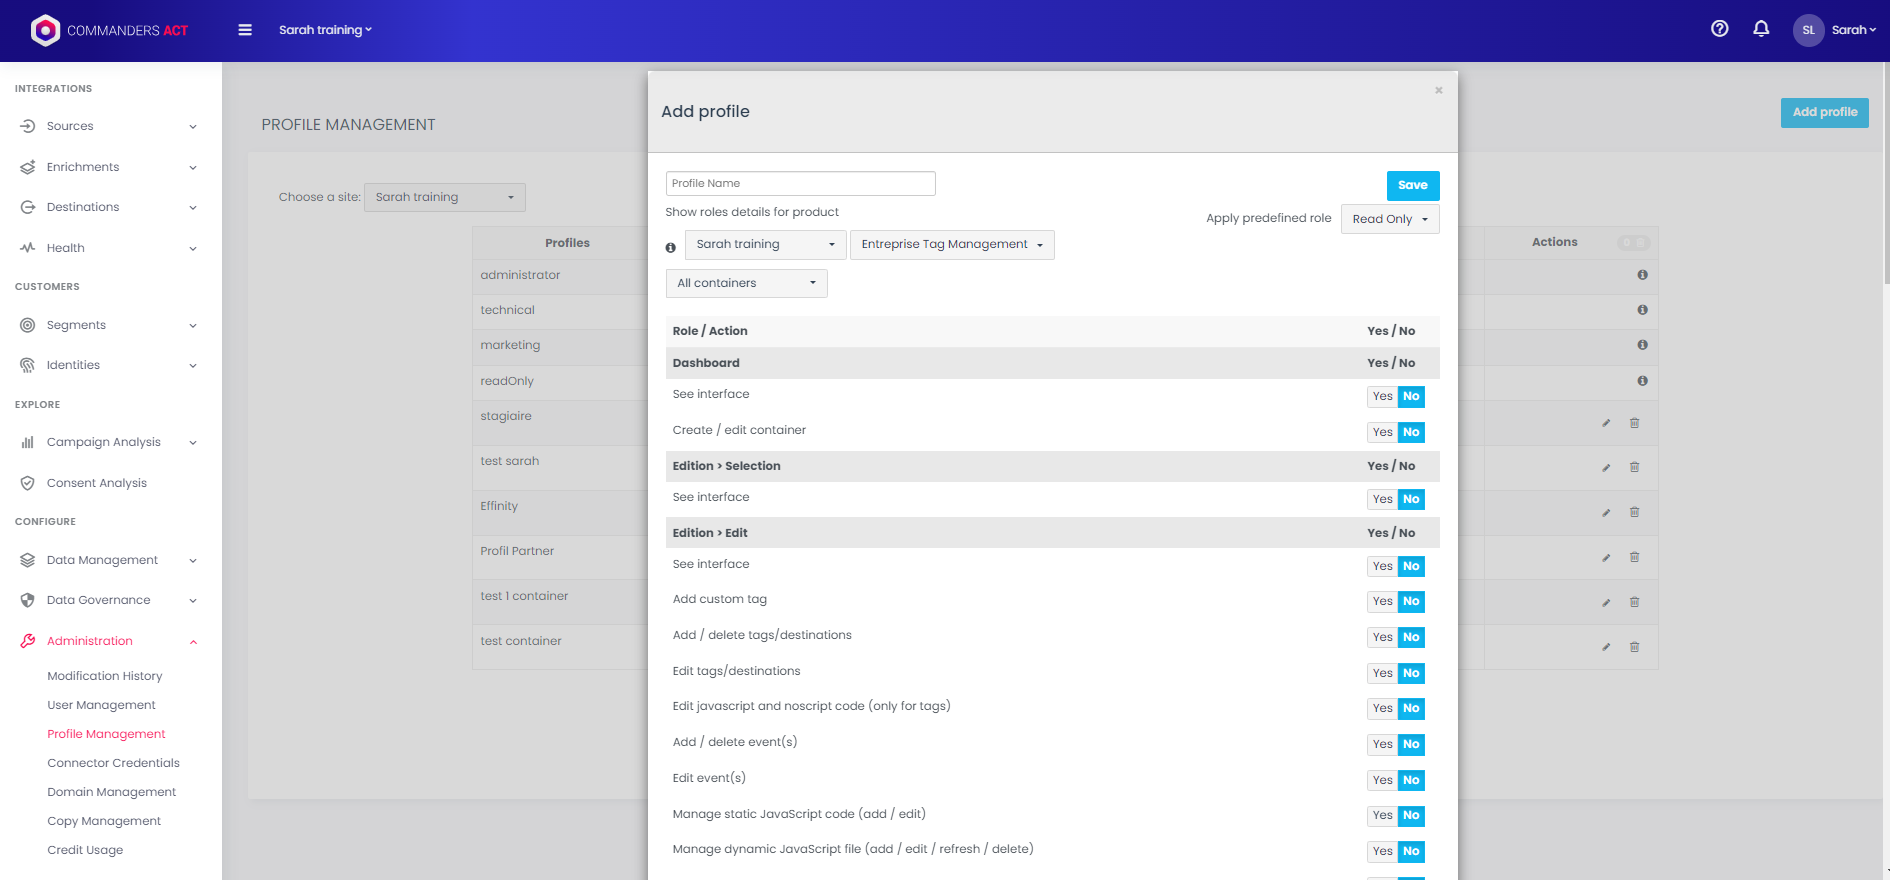 COMMANDERS ACT
Sarah training
SL
Sarah
INTEGRATIONS
Sources
Enrichments
Destinations
Health
CUSTOMERS
Segments
Identities
EXPLORE
Campaign Analysis
Consent Analysis
CONFIGURE
Data Management
Data Governance
Administration
Modification History
User Management
Profile Management
Connector Credentials
Domain Management
Copy Management
Credit Usage
PROFILE MANAGEMENT
Add profile
Choose a site: Sarah training
Profiles
Actions
administrator
technical
marketing
readOnly
stagiaire
test sarah
Effinity
Profil Partner
test 1 container
test container
Add profile
×
Profile Name
Save
Show roles details for product
Apply predefined role Read Only
Sarah training Entreprise Tag Management
All containers
Role / Action Yes / No
Dashboard Yes / No
See interface Yes No
Create / edit container Yes No
Edition > Selection Yes / No
See interface Yes No
Edition > Edit Yes / No
See interface Yes No
Add custom tag Yes No
Add / delete tags/destinations Yes No
Edit tags/destinations Yes No
Edit javascript and noscript code (only for tags) Yes No
Add / delete event(s) Yes No
Edit event(s) Yes No
Manage static JavaScript code (add / edit) Yes No
Manage dynamic JavaScript file (add / edit / refresh / delete) Yes No